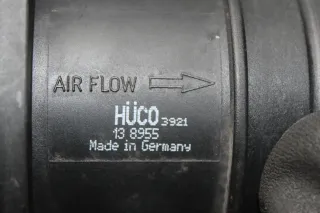 AIR FLOW
HÜCO 3921
13 8955
Made in Germany